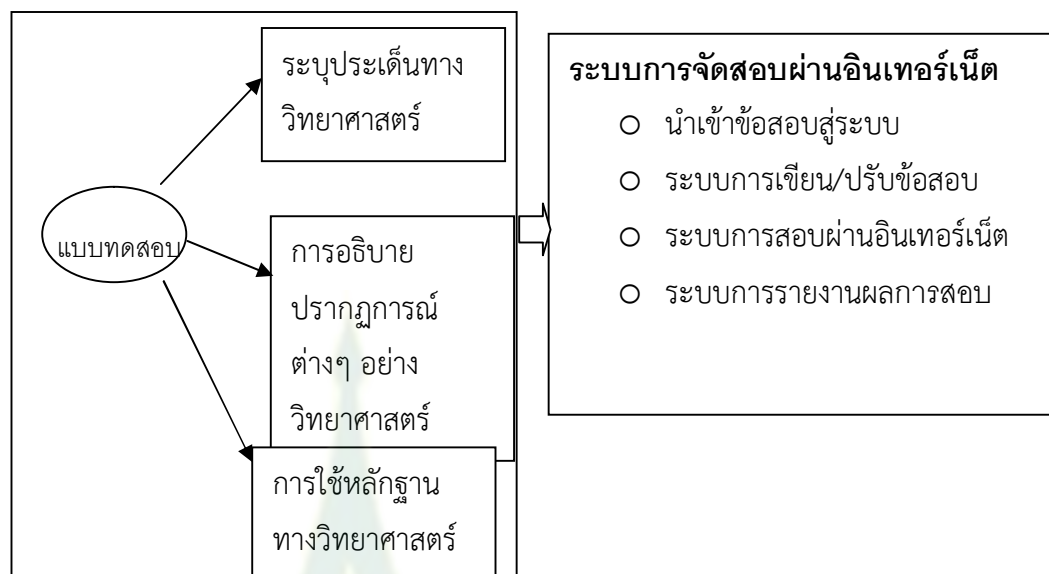 แบบทดสอบ
ระบุประเด็นทาง
วิทยาศาสตร์
การอธิบาย
ปรากฏการณ์
ต่างๆ อย่าง
วิทยาศาสตร์
การใช้หลักฐาน
ทางวิทยาศาสตร์
ระบบการจัดสอบผ่านอินเทอร์เน็ต
นำเข้าข้อสอบสู่ระบบ
ระบบการเขียน/ปรับข้อสอบ
ระบบการสอบผ่านอินเทอร์เน็ต
ระบบการรายงานผลการสอบ